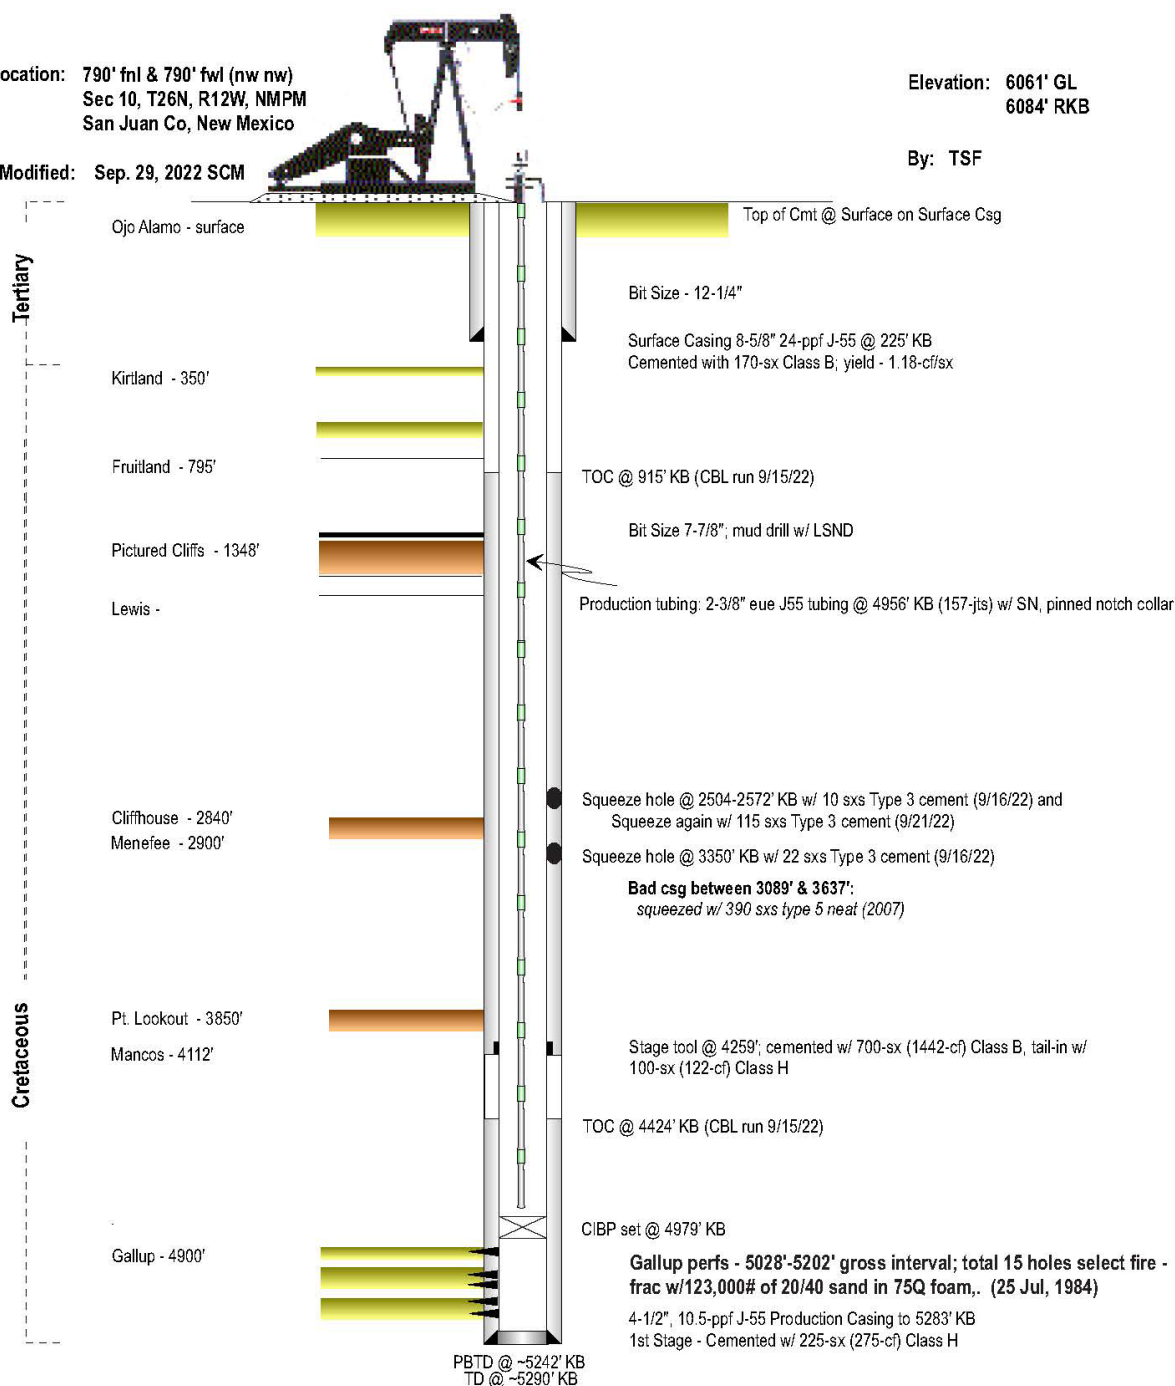 ocation: 790' fnl & 790' fwl (nw nw)
Sec 10, T26N, R12W, NMPM
San Juan Co, New Mexico
Elevation: 6061' GL
6084' RKB
Modified: Sep. 29, 2022 SCM
By: TSF
Tertiary
Ojo Alamo - surface
Top of Cmt @ Surface on Surface Csg
Bit Size - 12-1/4"
Surface Casing 8-5/8" 24-ppf J-55 @ 225' KB
Cemented with 170-sx Class B; yield - 1.18-cf/sx
Kirtland - 350'
Fruitland - 795'
TOC @ 915' KB (CBL run 9/15/22)
Bit Size 7-7/8"; mud drill w/ LSND
Pictured Cliffs - 1348'
Production tubing: 2-3/8" eue J55 tubing @ 4956' KB (157-jts) w/ SN, pinned notch collar
Lewis -
Squeeze hole @ 2504-2572' KB w/ 10 sxs Type 3 cement (9/16/22) and
Squeeze again w/ 115 sxs Type 3 cement (9/21/22)
Cliffhouse - 2840'
Menefee - 2900'
Squeeze hole @ 3350' KB w/ 22 sxs Type 3 cement (9/16/22)
Bad csg between 3089' & 3637':
squeezed w/ 390 sxs type 5 neat (2007)
Cretaceous
Pt. Lookout - 3850'
Mancos - 4112'
Stage tool @ 4259'; cemented w/ 700-sx (1442-cf) Class B, tail-in w/
100-sx (122-cf) Class H
TOC @ 4424' KB (CBL run 9/15/22)
CIBP set @ 4979' KB
Gallup - 4900'
Gallup perfs - 5028'-5202' gross interval; total 15 holes select fire -
frac w/123,000# of 20/40 sand in 75Q foam,. (25 Jul, 1984)
4-1/2", 10.5-ppf J-55 Production Casing to 5283' KB
1st Stage - Cemented w/ 225-sx (275-cf) Class H
PBTD @ ~5242' KB
TD @ ~5290' KB